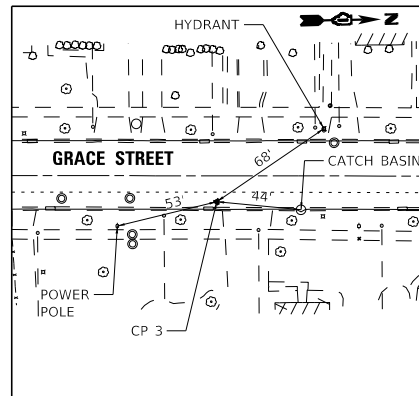 HYDRANT
N
GRACE STREET
68'
CATCH BASIN
53'
44'
POWER
POLE
CP 3